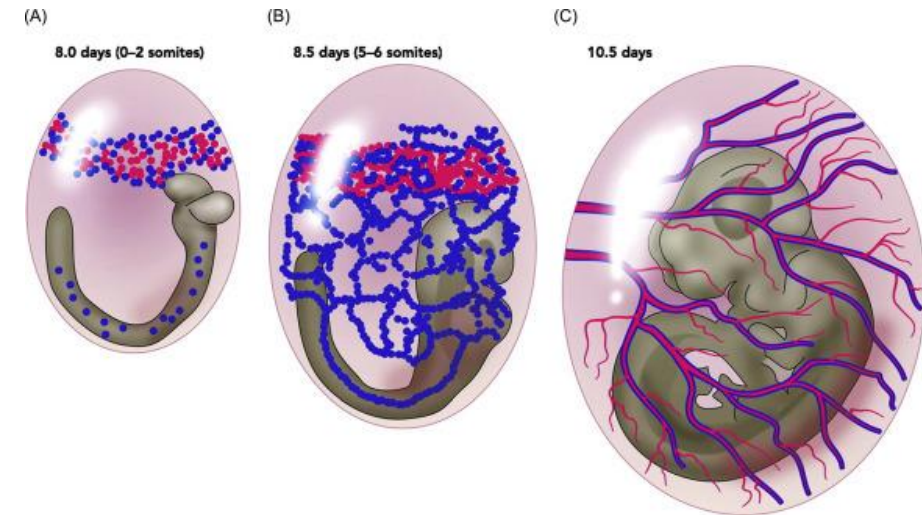 (A)
8.0 days (0–2 somites)
(B)
8.5 days (5–6 somites)
(C)
10.5 days